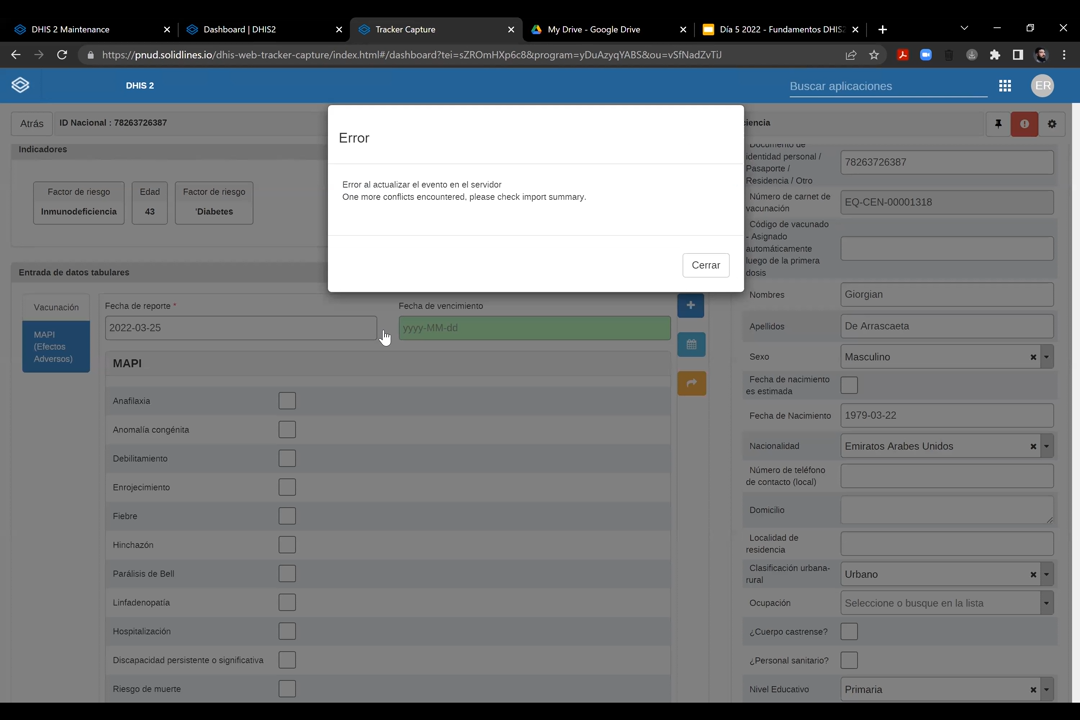 DHIS 2 Maintenance
Dashboard | DHIS2
Tracker Capture
My Drive - Google Drive
Día 5 2022 - Fundamentos DHIS2
https://pnud.solidlines.io/dhis-web-tracker-capture/index.html#/dashboard?tei=sZROmHXp6c8&program=yDuAzyqYABS&ou=vSfNadZvTiJ
DHIS 2
Buscar aplicaciones
ER
Atrás
ID Nacional : 78263726387
Indicadores
Factor de riesgo
Inmunodeficiencia
Edad
43
Factor de riesgo
'Diabetes
Error
Error al actualizar el evento en el servidor
One more conflicts encountered, please check import summary.
Cerrar
Entrada de datos tabulares
Vacunación
MAPI
(Efectos
Adversos)
Fecha de reporte *
2022-03-25
Fecha de vencimiento
yyyy-MM-dd
MAPI
Anafilaxia
Anomalía congénita
Debilitamiento
Enrojecimiento
Fiebre
Hinchazón
Parálisis de Bell
Linfadenopatía
Hospitalización
Discapacidad persistente o significativa
Riesgo de muerte
Documento de
identidad personal /
Pasaporte /
Residencia / Otro
78263726387
Número de carnet de
vacunación
EQ-CEN-00001318
Código de vacunado
- Asignado
automáticamente
luego de la primera
dosis
Nombres
Giorgian
Apellidos
De Arrascaeta
Sexo
Masculino
Fecha de nacimiento
es estimada
Fecha de Nacimiento
1979-03-22
Nacionalidad
Emiratos Arabes Unidos
Número de teléfono
de contacto (local)
Domicilio
Localidad de
residencia
Clasificación urbana-
rural
Urbano
Ocupación
Seleccione o busque en la lista
¿Cuerpo castrense?
¿Personal sanitario?
Nivel Educativo
Primaria